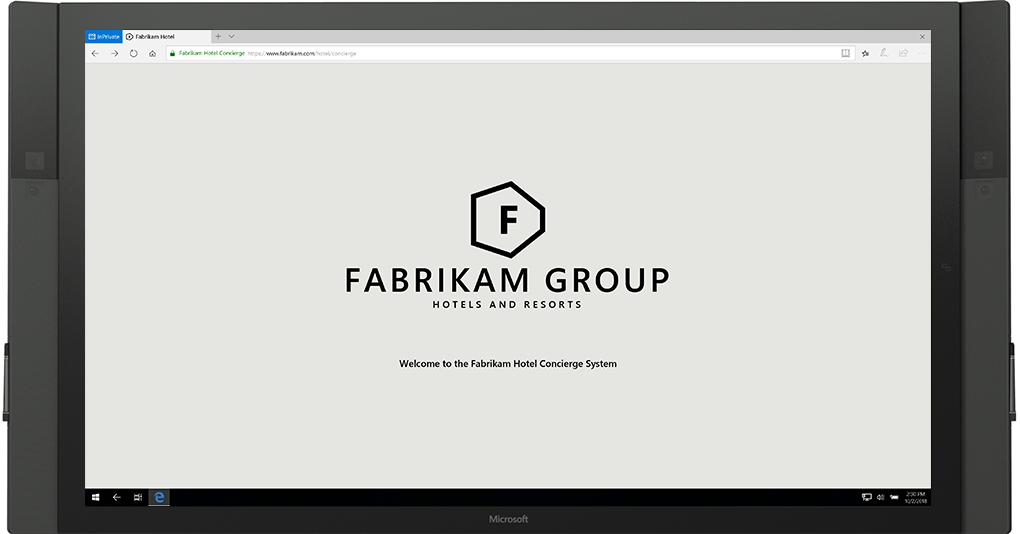 InPrivate
Fabrikam Hotel
Fabrikam Hotel Concierge https://www.fabrikam.com/hotel/concierge
F
FABRIKAM GROUP
HOTELS AND RESORTS
Welcome to the Fabrikam Hotel Concierge System
2:30 PM
10/2/2018
Microsoft